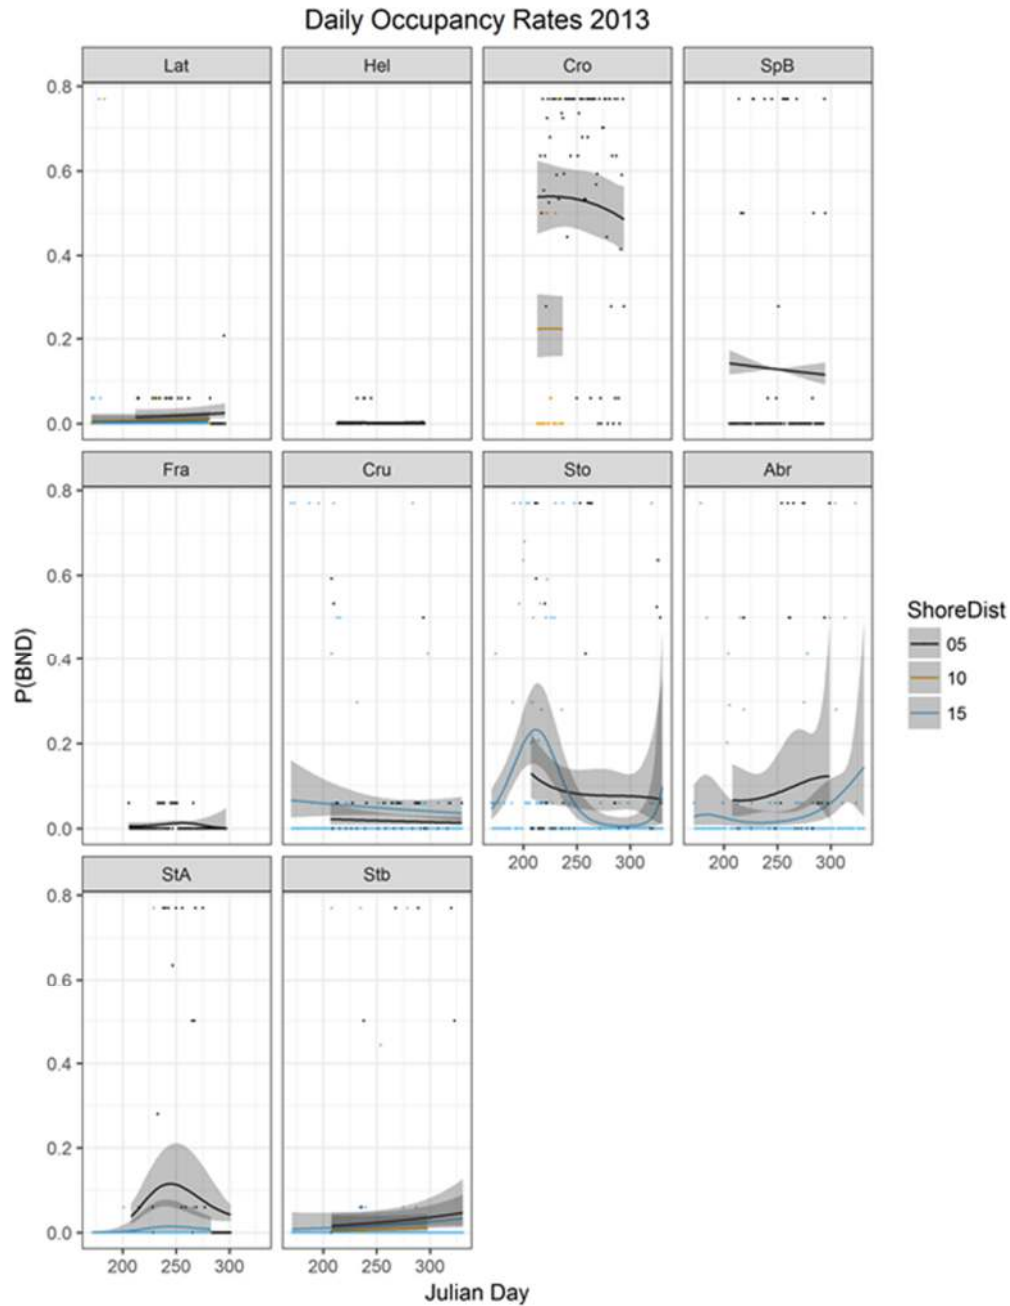 Daily Occupancy Rates 2013
Lat Hel Cro SpB
0.8
0.6
0.4
0.2
0.0
Fra Cru Sto Abr
0.8
0.6
0.4
0.2
0.0
200 250 300 200 250 300
StA Stb
0.8
0.6
0.4
0.2
0.0
200 250 300 200 250 300
P(BND)
Julian Day
ShoreDist
05
10
15